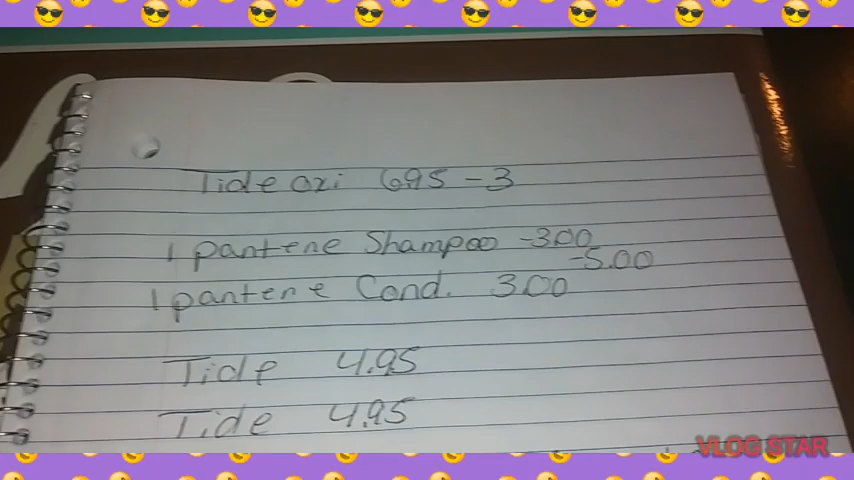 Tide oxi 6.95 - 3
1 pantene Shampoo - 3.00
- 5.00
1 pantene Cond. 3.00
Tide 4.95
Tide 4.95
VLOG STAR